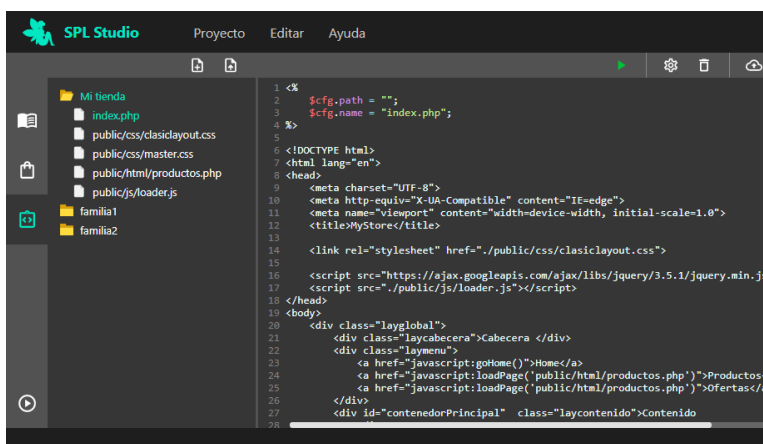 SPL Studio Proyecto Editar Ayuda
Mi tienda
index.php
public/css/clasiclayout.css
public/css/master.css
public/html/productos.php
public/js/loader.js
familia1
familia2
1 <%
2 $cfg.path = "";
3 $cfg.name = "index.php";
4 %>
5
6 <!DOCTYPE html>
7 <html lang="en">
8 <head>
9 <meta charset="UTF-8">
10 <meta http-equiv="X-UA-Compatible" content="IE=edge">
11 <meta name="viewport" content="width=device-width, initial-scale=1.0">
12 <title>MyStore</title>
13
14 <link rel="stylesheet" href="./public/css/clasiclayout.css">
15
16 <script src="https://ajax.googleapis.com/ajax/libs/jquery/3.5.1/jquery.min.j
17 <script src="./public/js/loader.js"></script>
18 </head>
19 <body>
20 <div class="layglobal">
21 <div class="laycabecera">Cabecera </div>
22 <div class="laymenu">
23 <a href="javascript:goHome()">Home</a>
24 <a href="javascript:loadPage('public/html/productos.php')">Productos<
25 <a href="javascript:loadPage('public/html/productos.php')">Ofertas</a
26 </div>
27 <div id="contenedorPrincipal" class="laycontenido">Contenido
28